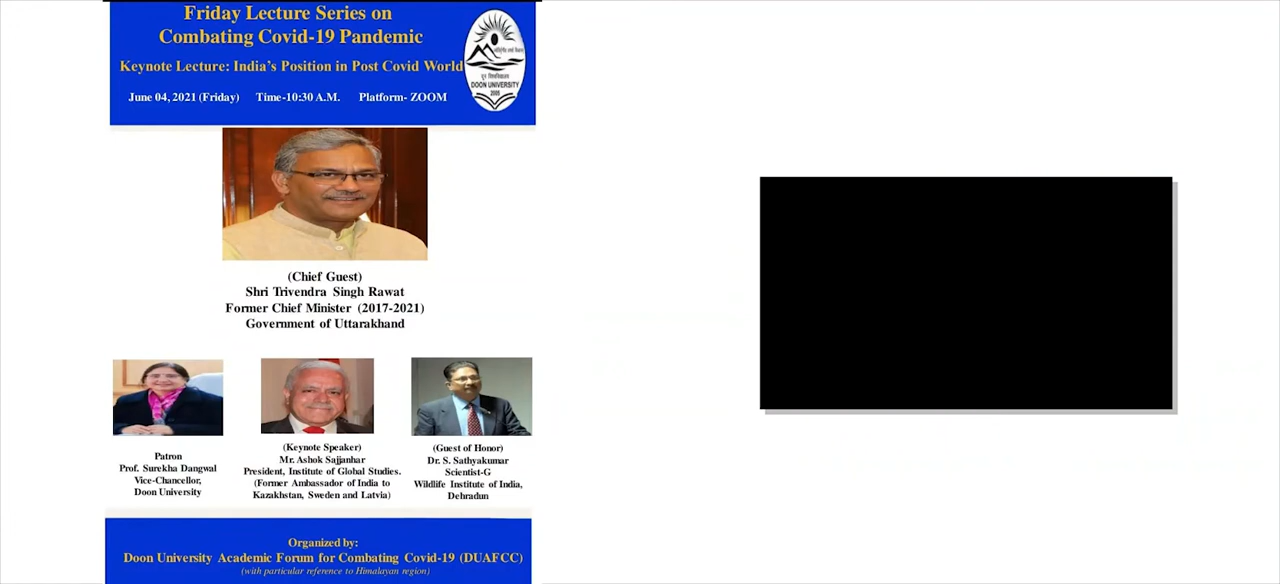 Friday Lecture Series on
Combating Covid-19 Pandemic
Keynote Lecture: India's Position in Post Covid World
June 04, 2021 (Friday) Time-10:30 A.M. Platform- ZOOM
दून विश्वविद्यालय
DOON UNIVERSITY
2005
(Chief Guest)
Shri Trivendra Singh Rawat
Former Chief Minister (2017-2021)
Government of Uttarakhand
Patron
Prof. Surekha Dangwal
Vice-Chancellor,
Doon University
(Keynote Speaker)
Mr. Ashok Sajjanhar
President, Institute of Global Studies.
(Former Ambassador of India to
Kazakhstan, Sweden and Latvia)
(Guest of Honor)
Dr. S. Sathyakumar
Scientist-G
Wildlife Institute of India,
Dehradun
Organized by:
Doon University Academic Forum for Combating Covid-19 (DUAFCC)
(with particular reference to Himalayan region)